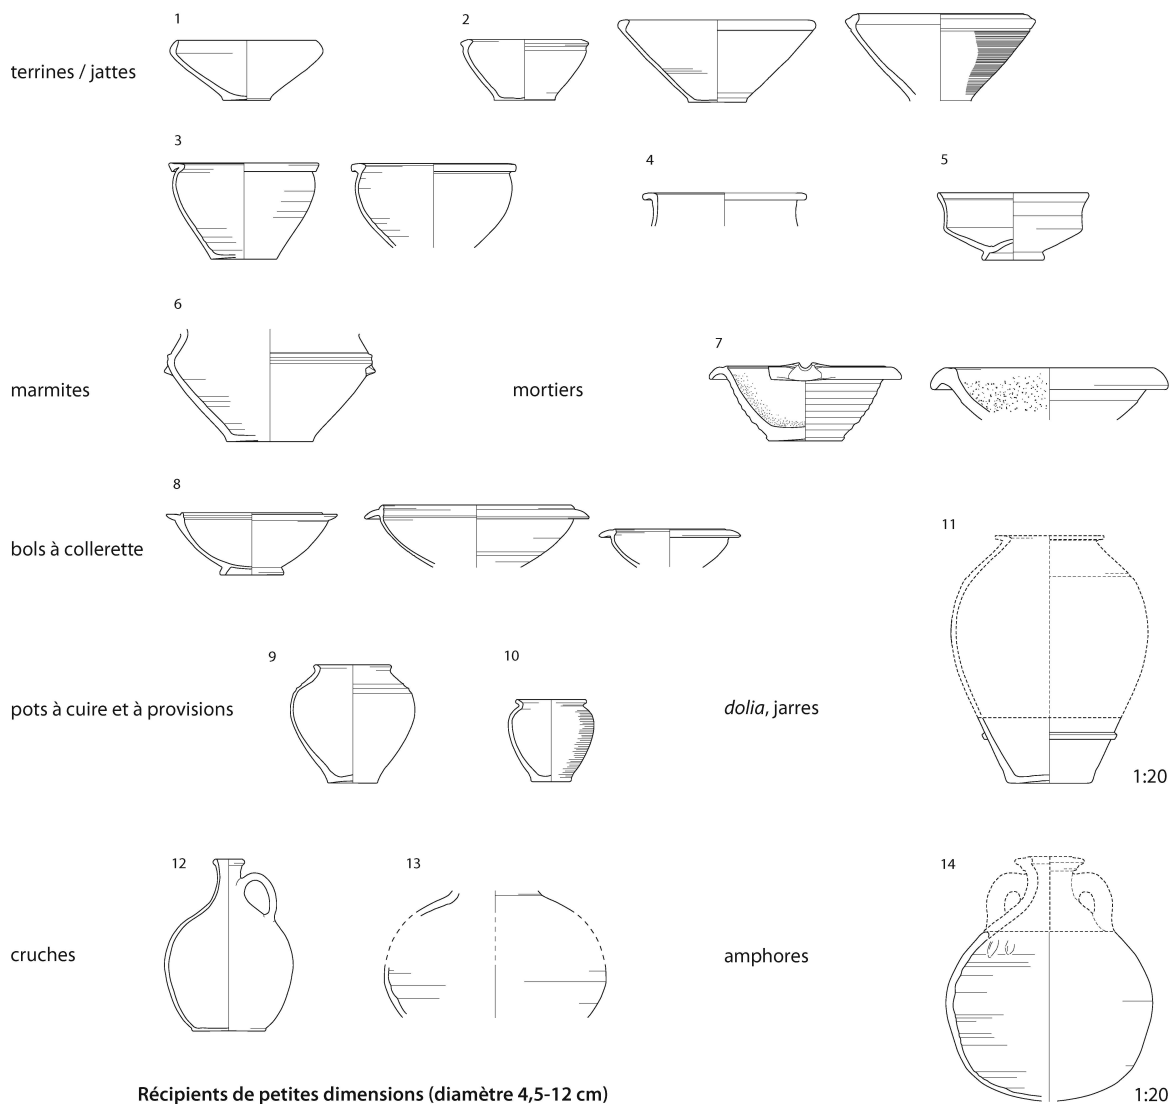 1
2
terrines / jattes
3
4
5
6
7
marmites
mortiers
8
11
bols à collerette
9
10
pots à cuire et à provisions
dolia, jarres
1:20
12
13
14
cruches
amphores
Récipients de petites dimensions (diamètre 4,5-12 cm)
1:20